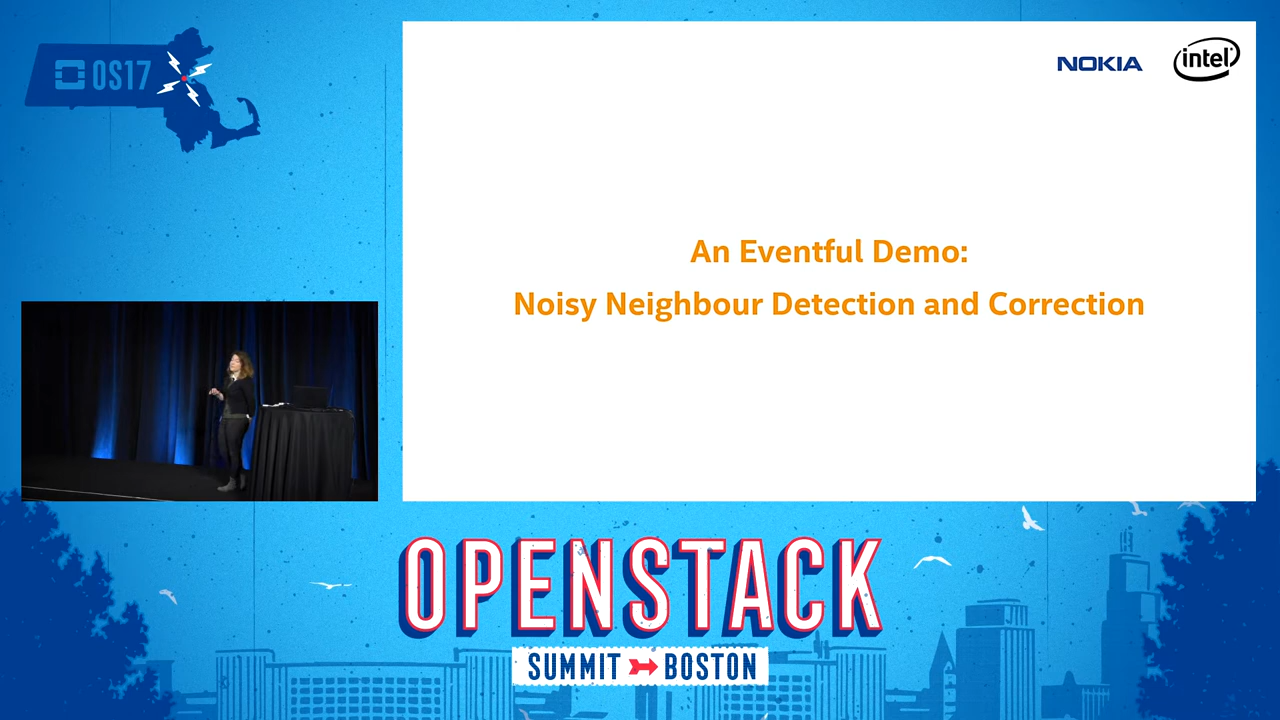 OS17
NOKIA
intel
An Eventful Demo:
Noisy Neighbour Detection and Correction
OPENSTACK
SUMMIT BOSTON